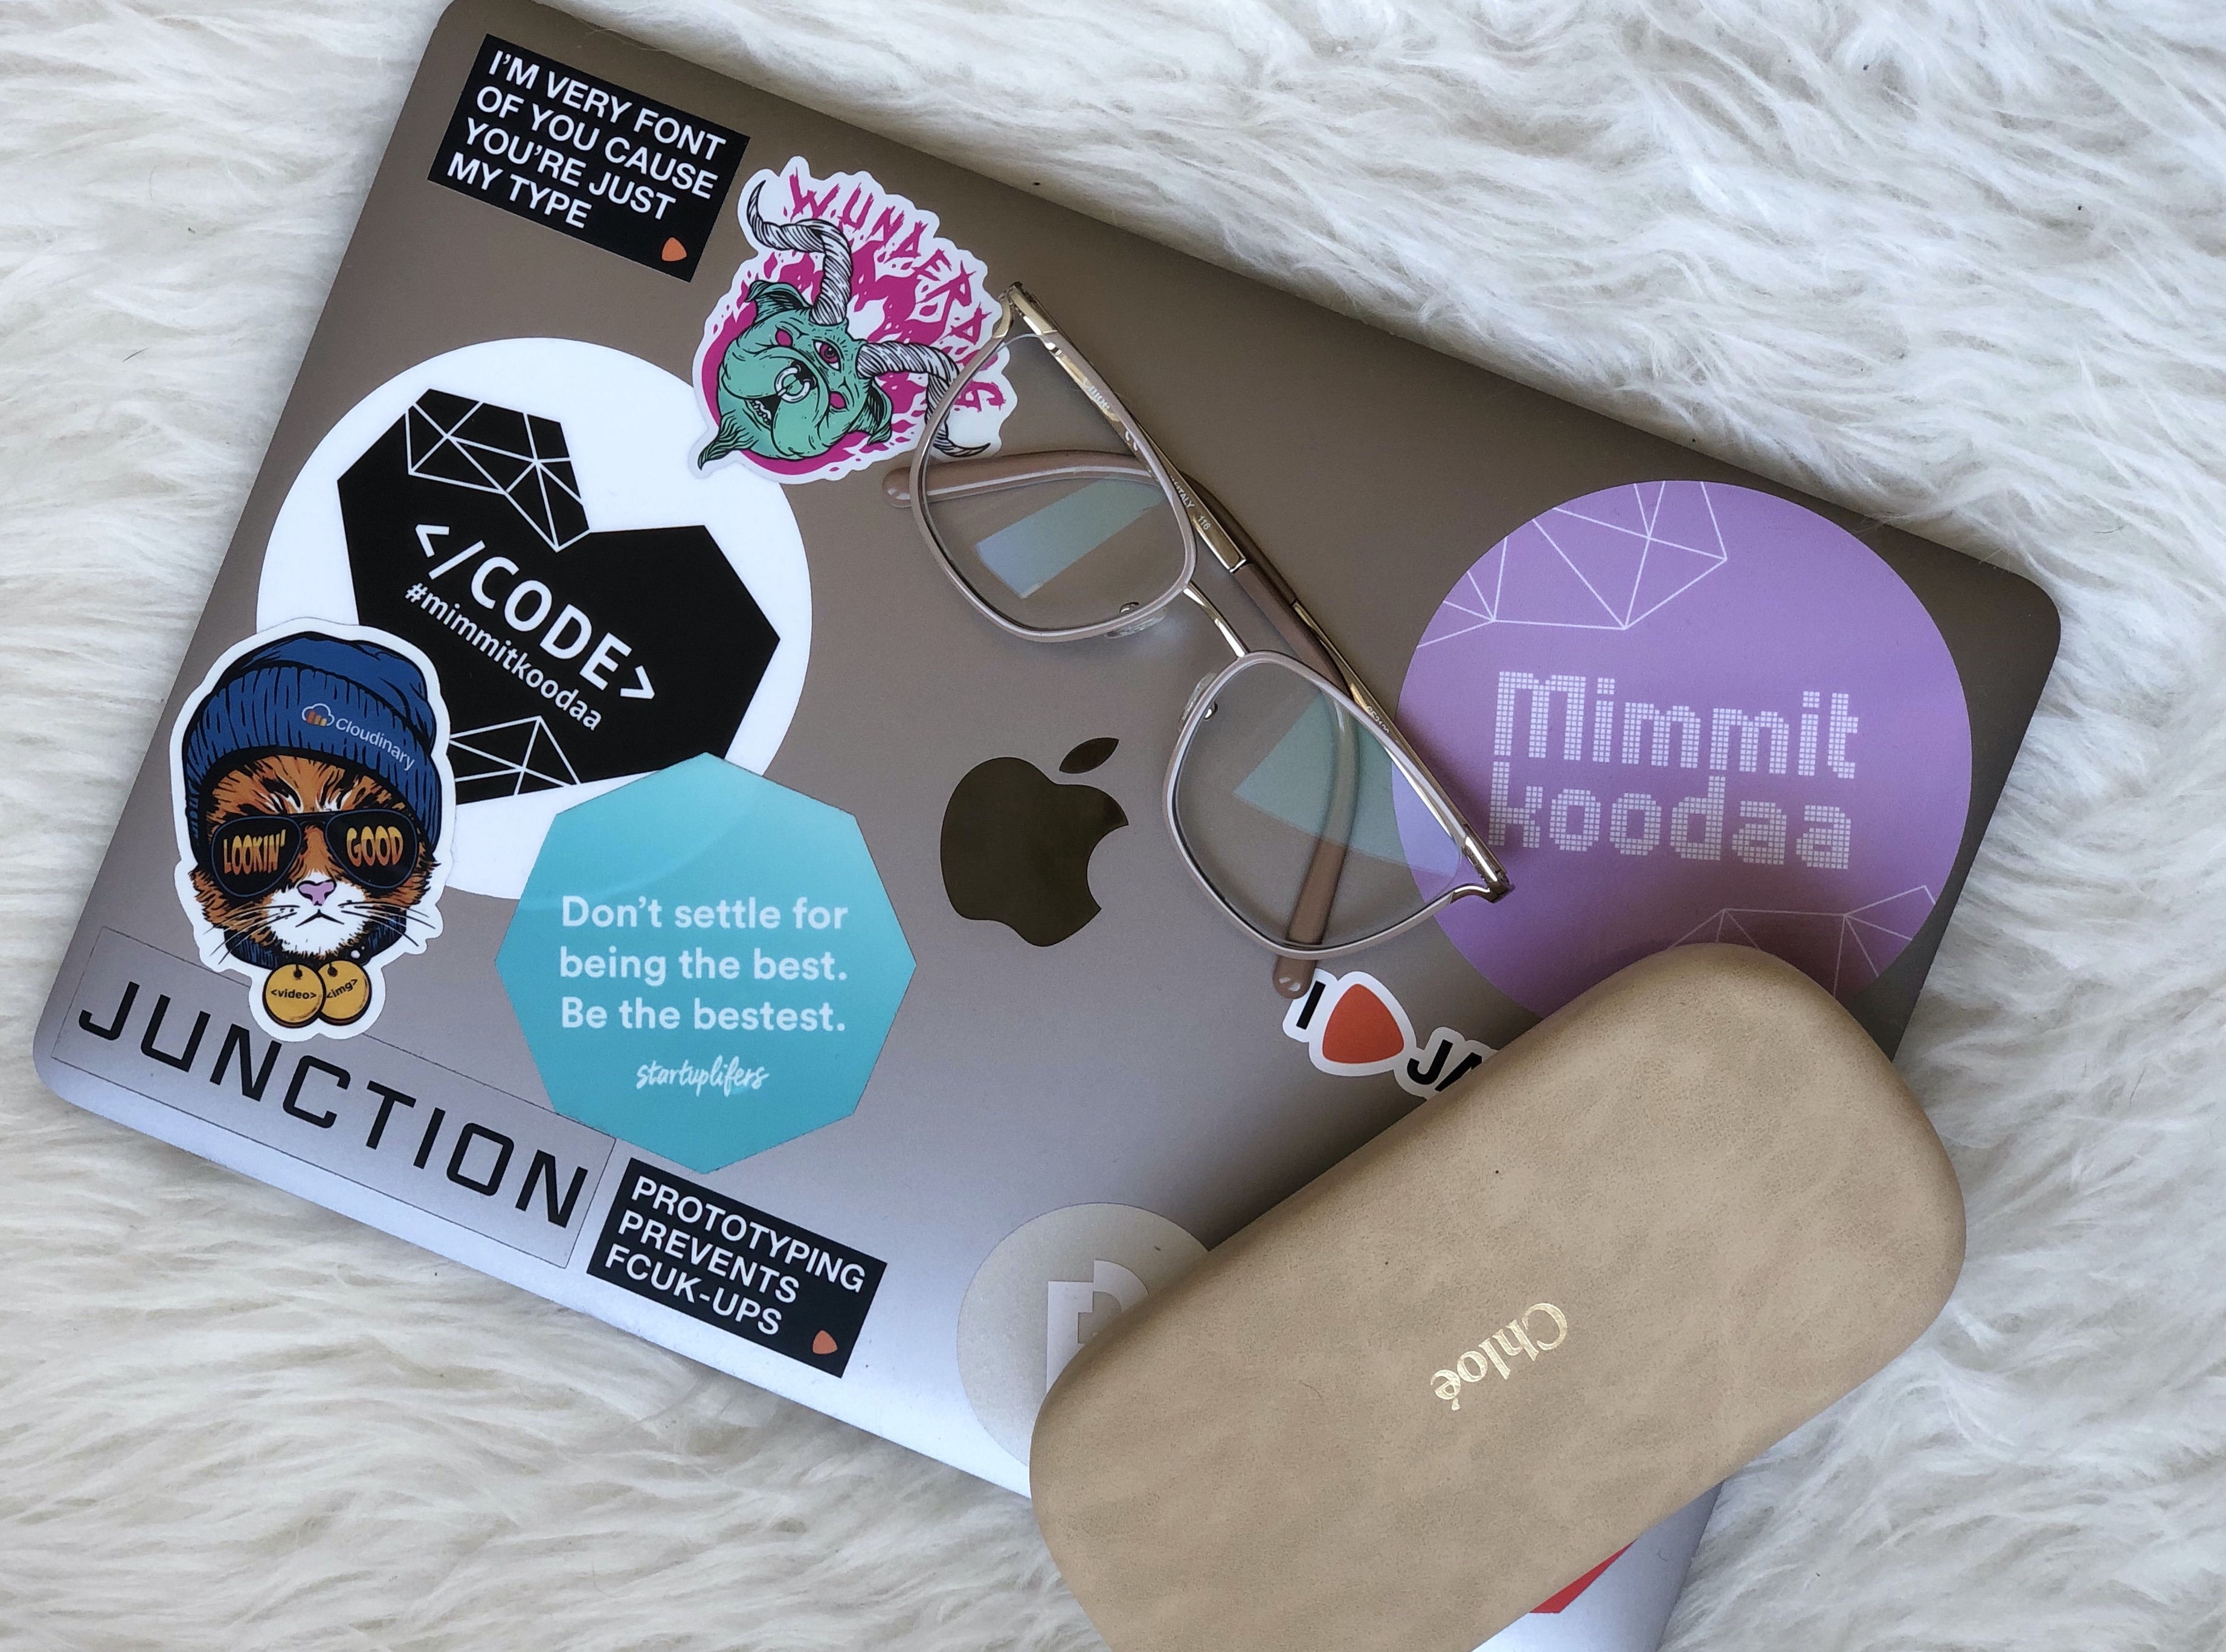 I'M VERY FONT
OF YOU CAUSE
YOU'RE JUST
MY TYPE
WUNDERDOG
</CODE>
#mimmitkoodaa
Mimmit
koodaa
Cloudinary
LOOKIN' GOOD
<video> <img>
Don't settle for
being the best.
Be the bestest.
startuplifers
I
JUNCTION
PROTOTYPING
PREVENTS
FCUK-UPS
Chloé